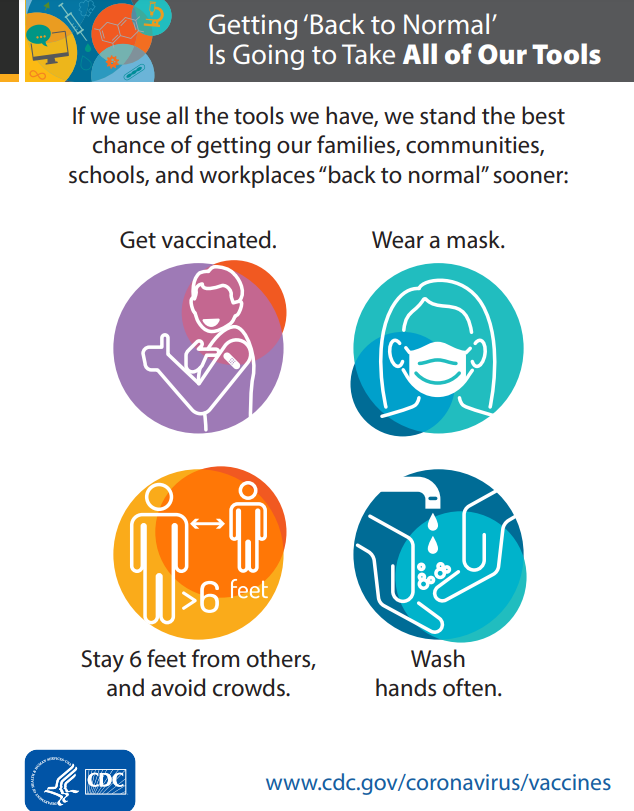 Getting ‘Back to Normal’
Is Going to Take All of Our Tools
If we use all the tools we have, we stand the best
chance of getting our families, communities,
schools, and workplaces “back to normal” sooner:
Get vaccinated.
Wear a mask.
>6 feet
Stay 6 feet from others,
and avoid crowds.
Wash
hands often.
CDC
www.cdc.gov/coronavirus/vaccines